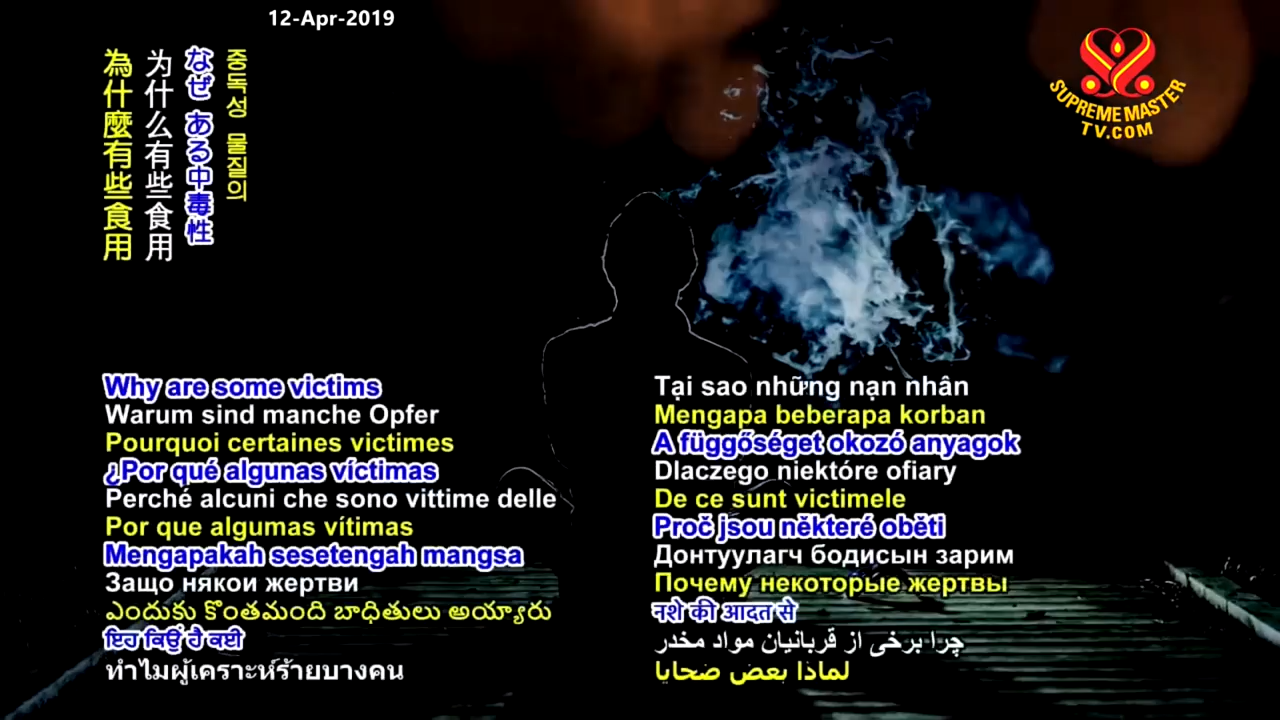 12-Apr-2019
SUPREME MASTER
TV.COM
為什麼有些食用
为什么有些食用
なぜ ある中毒性
중독성 물질의
Why are some victims
Warum sind manche Opfer
Pourquoi certaines victimes
¿Por qué algunas víctimas
Perché alcuni che sono vittime delle
Por que algumas vítimas
Mengapakah sesetengah mangsa
Защо някои жертви
ఎందుకు కొంతమంది బాధితులు అయ్యారు
ਇਹ ਕਿਉਂ ਹੈ ਕਈ
ทำไมผู้เคราะห์ร้ายบางคน
Tại sao những nạn nhân
Mengapa beberapa korban
A függőséget okozó anyagok
Dlaczego niektóre ofiary
De ce sunt victimele
Proč jsou některé oběti
Донтуулагч бодисын зарим
Почему некоторые жертвы
नशे की आदत से
چرا برخی از قربانیان مواد مخدر
لماذا بعض ضحايا